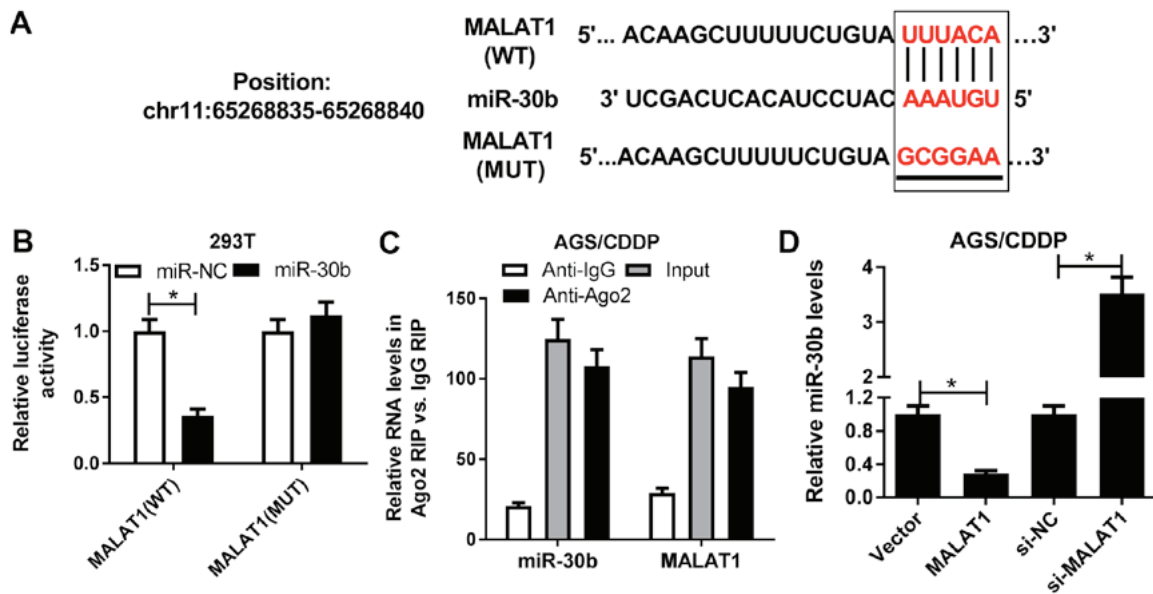 A
Position:
chr11:65268835-65268840
MALAT1
(WT)
5'... ACAAGCUUUUUCUGUA UUUACA ...3'
miR-30b
3' UCGACUCACAUCCUAC AAAUGU 5'
MALAT1
(MUT)
5'...ACAAGCUUUUUCUGUA GCGGAA ...3'
B
293T
miR-NC miR-30b
Relative luciferase
activity
1.5
1.0
0.5
0.0
*
MALAT1(WT)
MALAT1(MUT)
C
AGS/CDDP
Anti-IgG Input
Anti-Ago2
Relative RNA levels in
Ago2 RIP vs. IgG RIP
150
100
50
0
miR-30b
MALAT1
D
AGS/CDDP
Relative miR-30b levels
4
3
2
1.2
0.8
0.4
0.0
*
*
Vector
MALAT1
si-NC
si-MALAT1